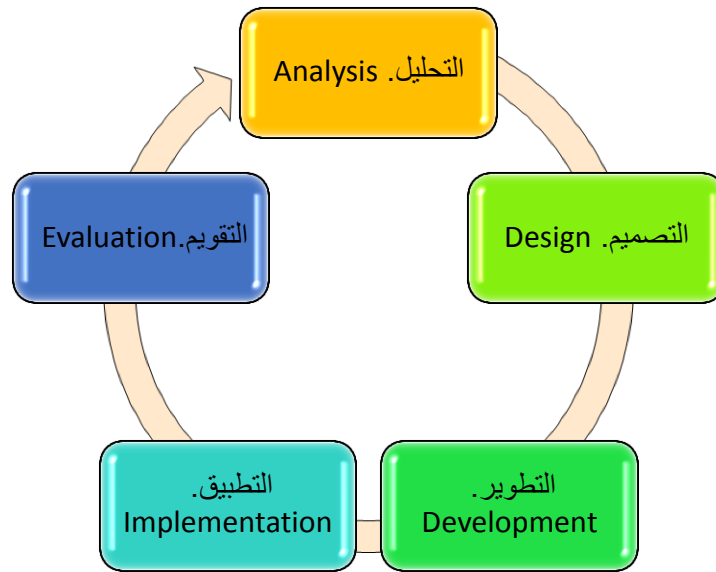 التحليل. Analysis
التصميم. Design
التطوير.
Development
التطبيق.
Implementation
التقويم.Evaluation